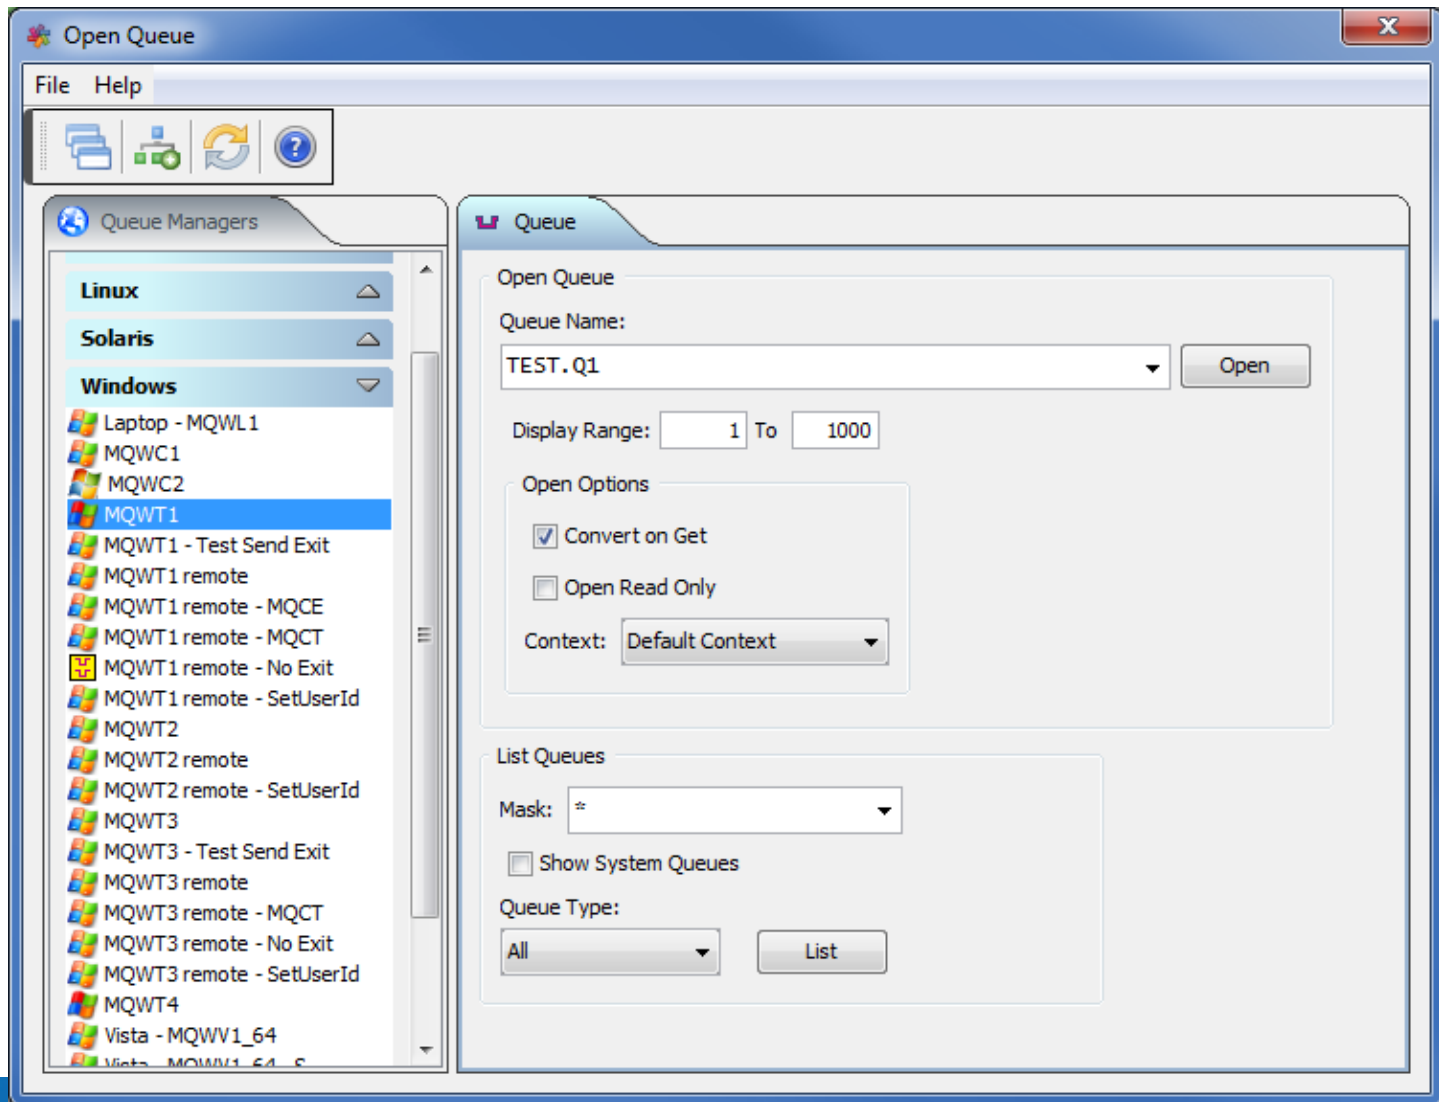 Open Queue
File Help
Queue Managers
Linux
Solaris
Windows
Laptop - MQWL1
MQWC1
MQWC2
MQWT1
MQWT1 - Test Send Exit
MQWT1 remote
MQWT1 remote - MQCE
MQWT1 remote - MQCT
MQWT1 remote - No Exit
MQWT1 remote - SetUserId
MQWT2
MQWT2 remote
MQWT2 remote - SetUserId
MQWT3
MQWT3 - Test Send Exit
MQWT3 remote
MQWT3 remote - MQCT
MQWT3 remote - No Exit
MQWT3 remote - SetUserId
MQWT4
Vista - MQWV1_64
Vista - MQWV1_64 - S
Queue
Open Queue
Queue Name:
TEST.Q1 Open
Display Range: 1 To 1000
Open Options
Convert on Get
Open Read Only
Context: Default Context
List Queues
Mask: *
Show System Queues
Queue Type:
All List